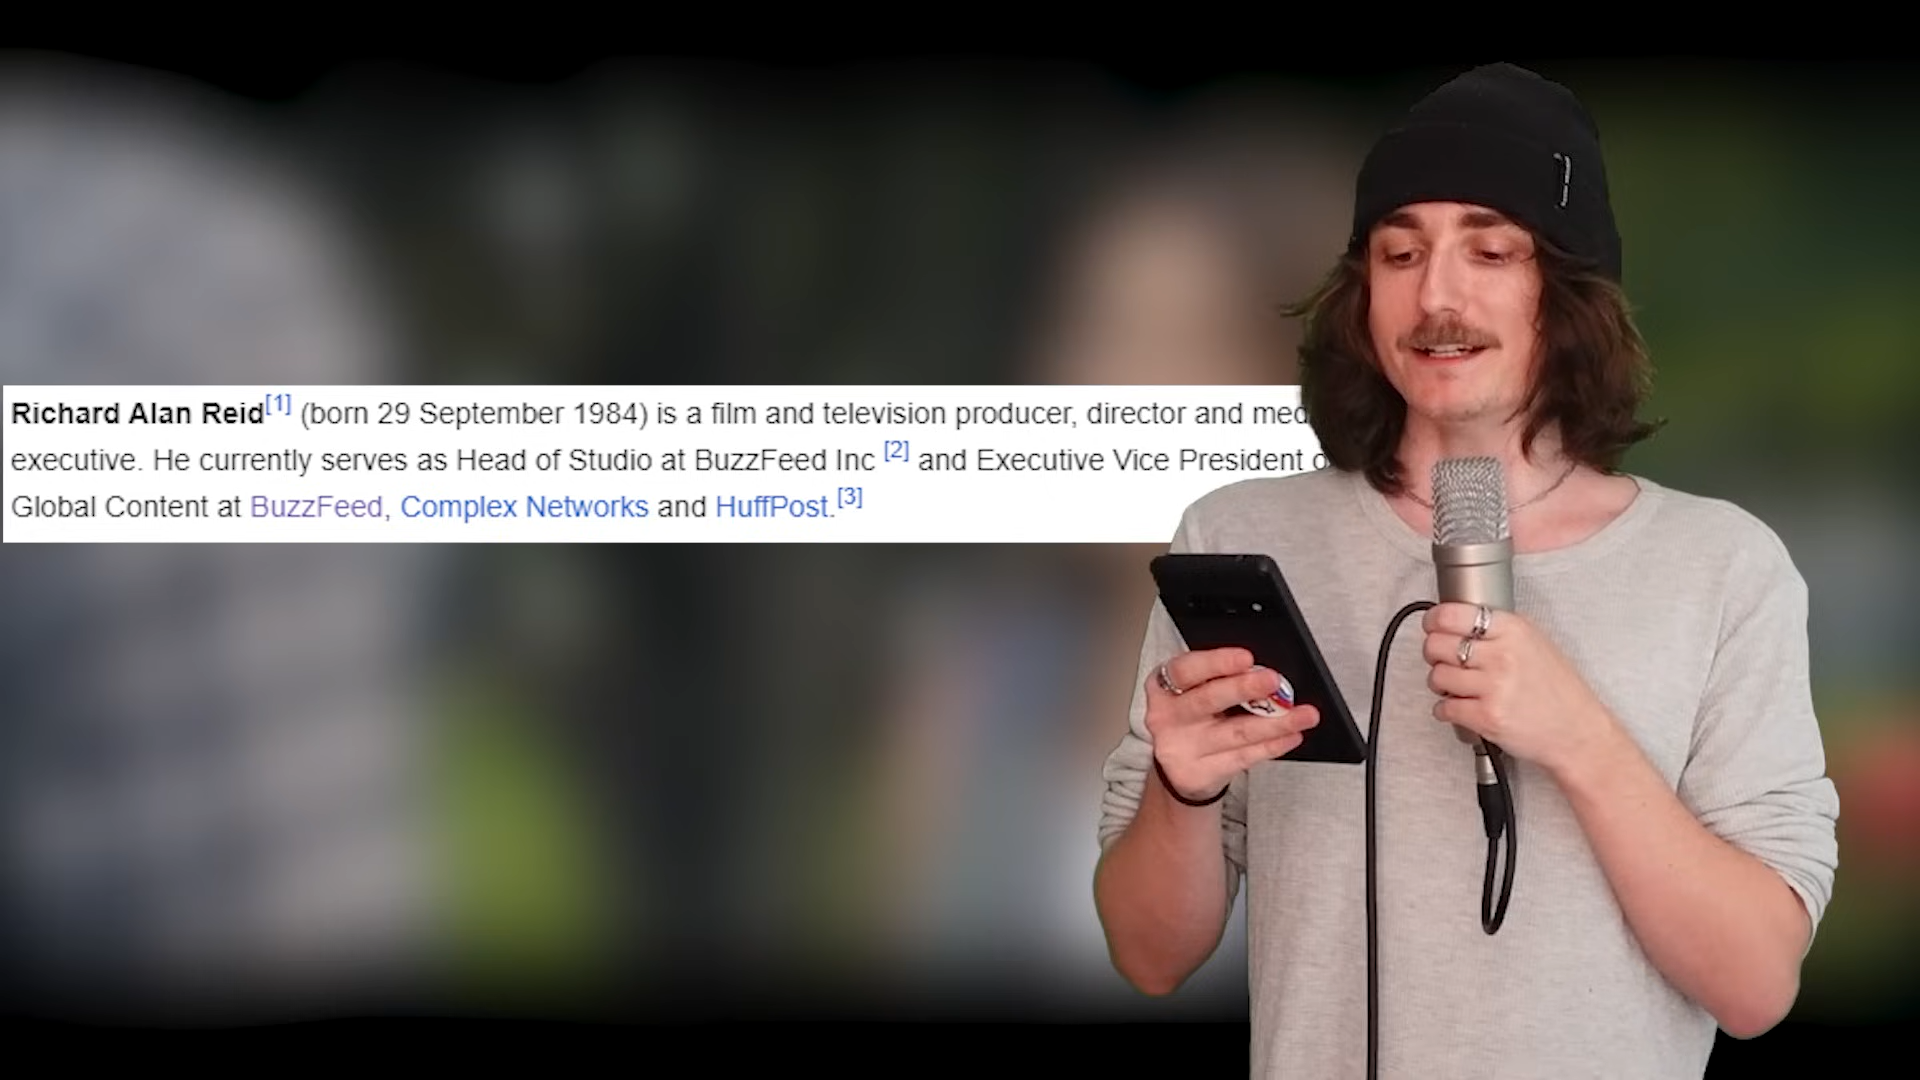 Richard Alan Reid[1] (born 29 September 1984) is a film and television producer, director and med
executive. He currently serves as Head of Studio at BuzzFeed Inc [2] and Executive Vice President o
Global Content at BuzzFeed, Complex Networks and HuffPost.[3]